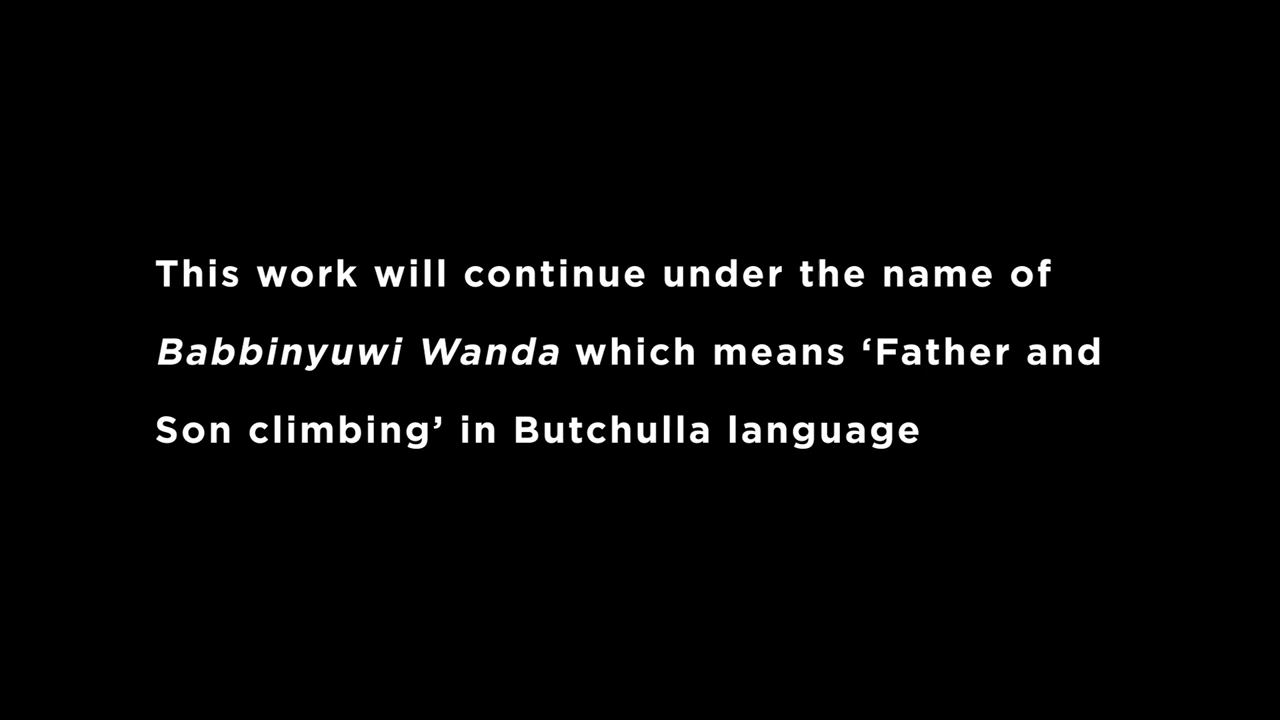 This work will continue under the name of
Babbinyuwi Wanda which means ‘Father and
Son climbing’ in Butchulla language